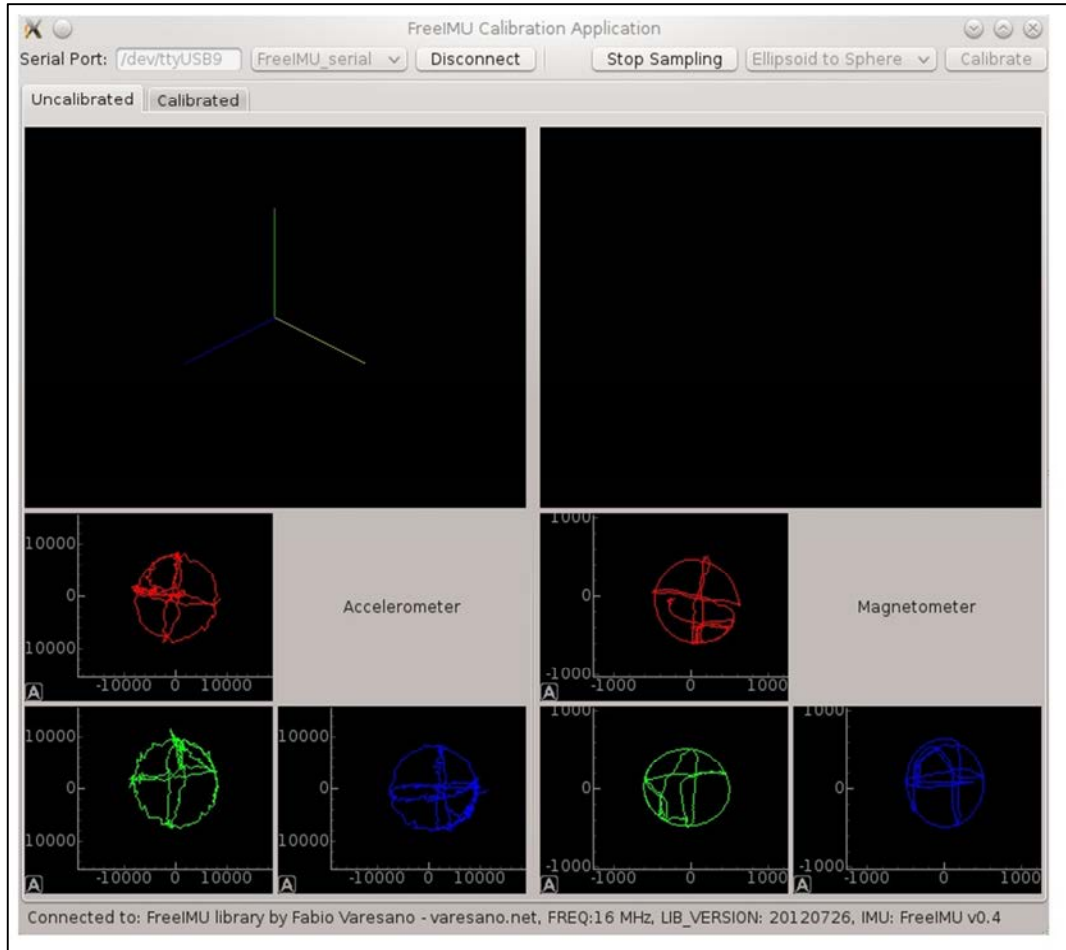 FreeIMU Calibration Application
Serial Port: /dev/ttyUSB9 FreeIMU_serial Disconnect Stop Sampling Ellipsoid to Sphere Calibrate
Uncalibrated Calibrated
10000
0
10000
-10000 0 10000
A
Accelerometer
1000
0
-1000
-1000 0 1000
A
Magnetometer
10000
0
10000
-10000 0 10000
A
10000
0
10000
-10000 0 10000
A
1000
0
-1000
-1000 0 1000
A
1000
0
-1000
-1000 0 1000
A
Connected to: FreeIMU library by Fabio Varesano - varesano.net, FREQ:16 MHz, LIB_VERSION: 20120726, IMU: FreeIMU v0.4